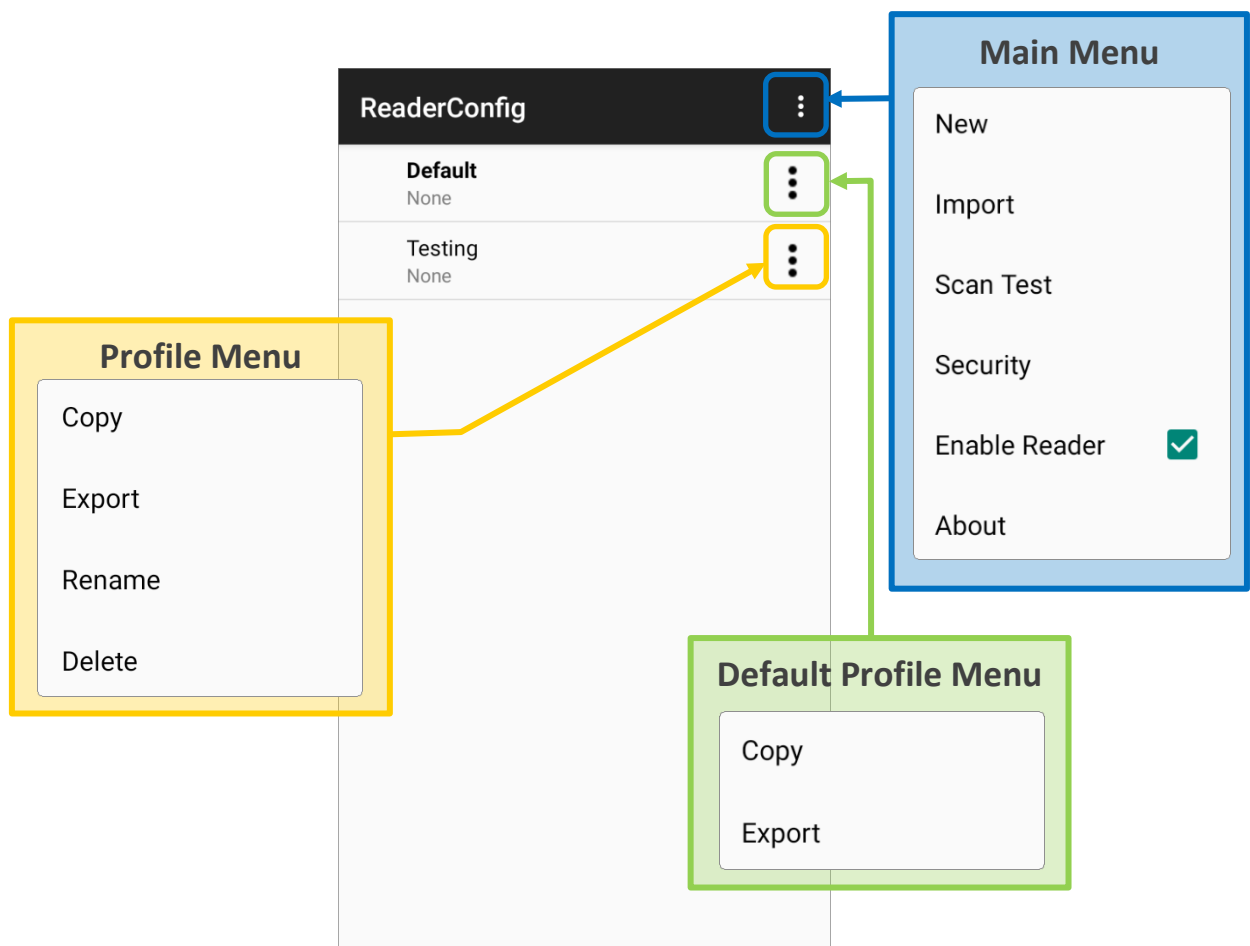 Main Menu
New
Import
Scan Test
Security
Enable Reader
About
ReaderConfig
Default
None
Testing
None
Profile Menu
Copy
Export
Rename
Delete
Default Profile Menu
Copy
Export